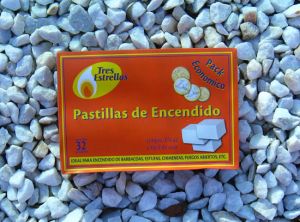 Tres
Estrellas
Pack
Económico
Pastillas de Encendido
32
IDEAL PARA ENCENDIDO DE BARBACOAS, ESTUFAS, CHIMENEAS, FUEGOS ABIERTOS, ETC.